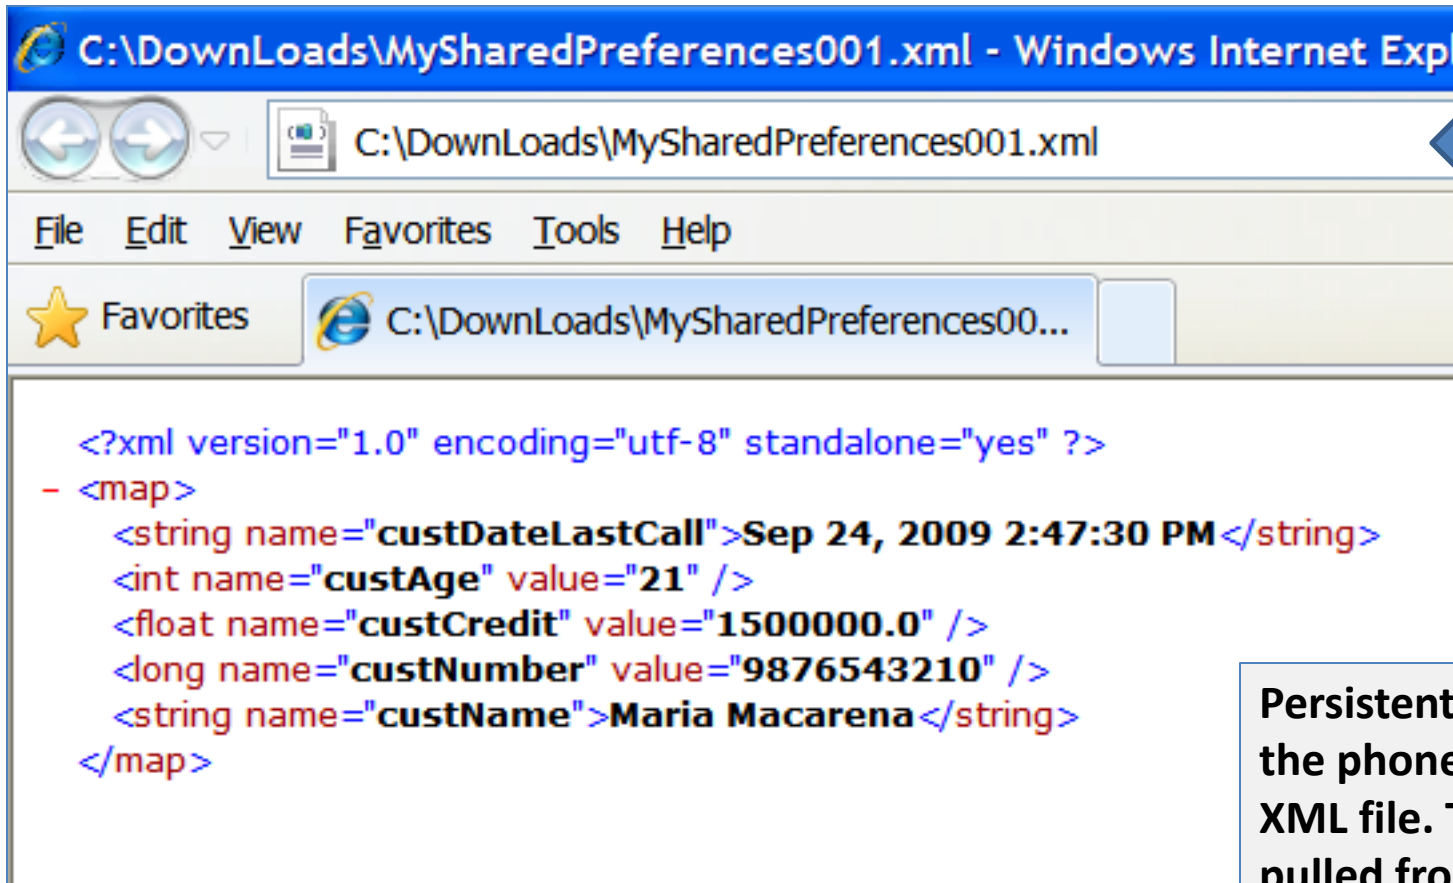 C:\DownLoads\MySharedPreferences001.xml - Windows Internet Expl
C:\DownLoads\MySharedPreferences001.xml
File Edit View Favorites Tools Help
Favorites
C:\DownLoads\MySharedPreferences00...
<?xml version="1.0" encoding="utf-8" standalone="yes" ?>
- <map>
<string name="custDateLastCall">Sep 24, 2009 2:47:30 PM</string>
<int name="custAge" value="21" />
<float name="custCredit" value="1500000.0" />
<long name="custNumber" value="9876543210" />
<string name="custName">Maria Macarena</string>
</map>
Persistent
the phone
XML file. T
pulled fro